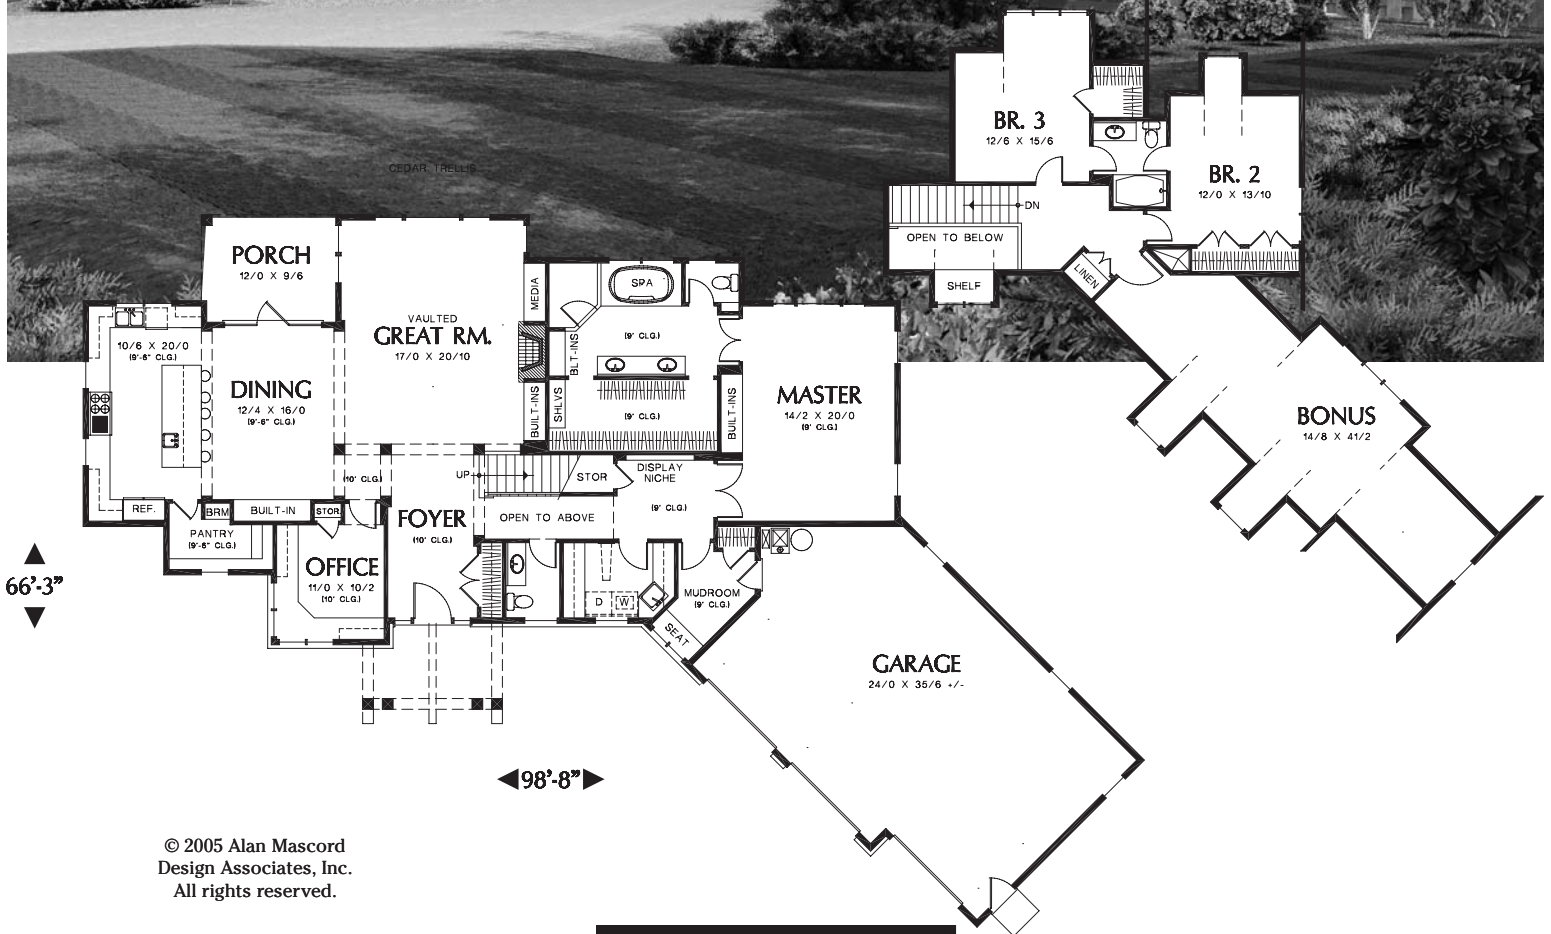 CEDAR TRELLIS
PORCH
12/0 X 9/6
VAULTED
GREAT RM.
17/0 X 20/10
MEDIA
BUILT-INS
10/6 X 20/0
(9'-6" CLG.)
DINING
12/4 X 16/0
(9'-6" CLG.)
SPA
(9' CLG.)
BLT-INS
SHLVS
(9' CLG.)
BUILT-INS
MASTER
14/2 X 20/0
(9' CLG.)
(10' CLG.)
UP
STOR
DISPLAY
NICHE
(9' CLG.)
REF.
BRM
BUILT-IN
STOR.
PANTRY
(9'-6" CLG.)
FOYER
(10' CLG.)
OPEN TO ABOVE
OFFICE
11/0 X 10/2
(10' CLG.)
D
W
MUDROOM
(9' CLG.)
SEAT
GARAGE
24/0 X 35/6 +/-
BR. 3
12/6 X 15/6
BR. 2
12/0 X 13/10
DN
OPEN TO BELOW
SHELF
LINEN
BONUS
14/8 X 41/2
66'-3"
98'-8"
© 2005 Alan Mascord
Design Associates, Inc.
All rights reserved.